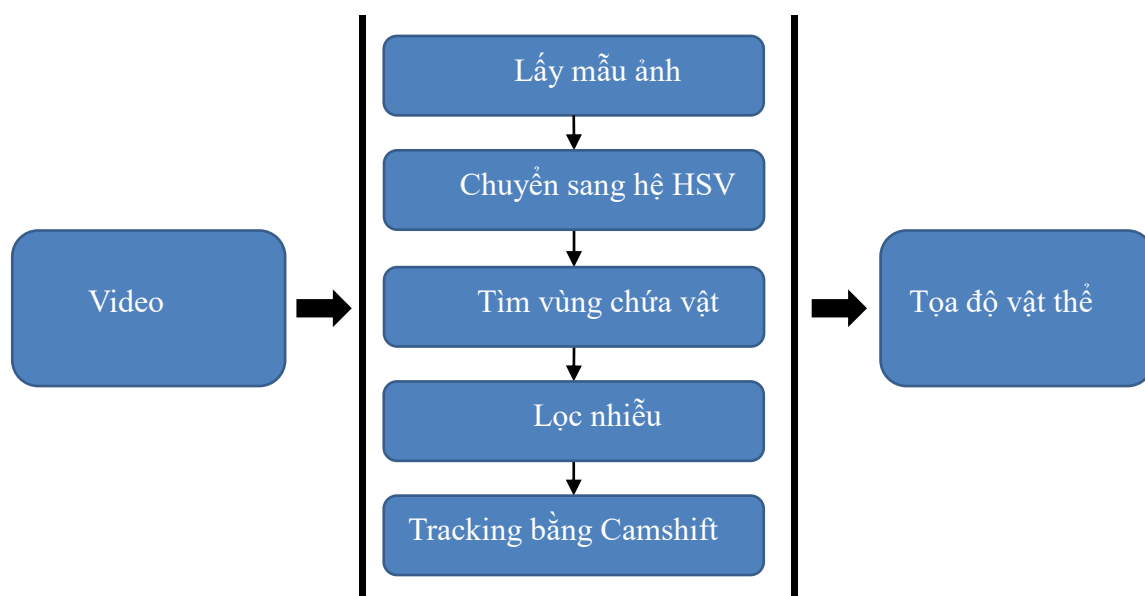 Video
Lấy mẫu ảnh
Chuyển sang hệ HSV
Tìm vùng chứa vật
Lọc nhiễu
Tracking bằng Camshift
Tọa độ vật thể